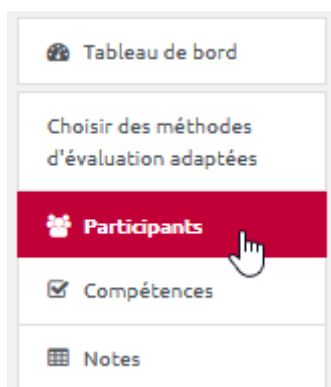 Tableau de bord
Choisir des méthodes
d'évaluation adaptées
Participants
Compétences
Notes